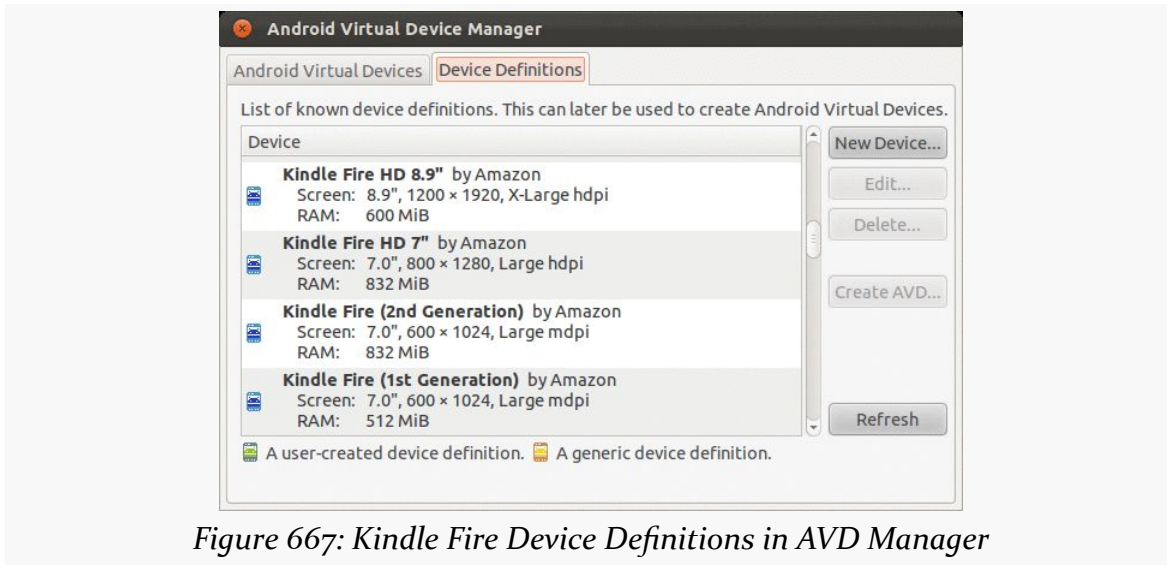 Android Virtual Device Manager
Android Virtual Devices Device Definitions
List of known device definitions. This can later be used to create Android Virtual Devices.
Device
New Device...
Kindle Fire HD 8.9" by Amazon
Screen: 8.9", 1200 × 1920, X-Large hdpi
RAM: 600 MiB
Edit...
Delete...
Kindle Fire HD 7" by Amazon
Screen: 7.0", 800 × 1280, Large hdpi
RAM: 832 MiB
Create AVD...
Kindle Fire (2nd Generation) by Amazon
Screen: 7.0", 600 × 1024, Large mdpi
RAM: 832 MiB
Kindle Fire (1st Generation) by Amazon
Screen: 7.0", 600 × 1024, Large mdpi
RAM: 512 MiB
Refresh
A user-created device definition. A generic device definition.
Figure 667: Kindle Fire Device Definitions in AVD Manager